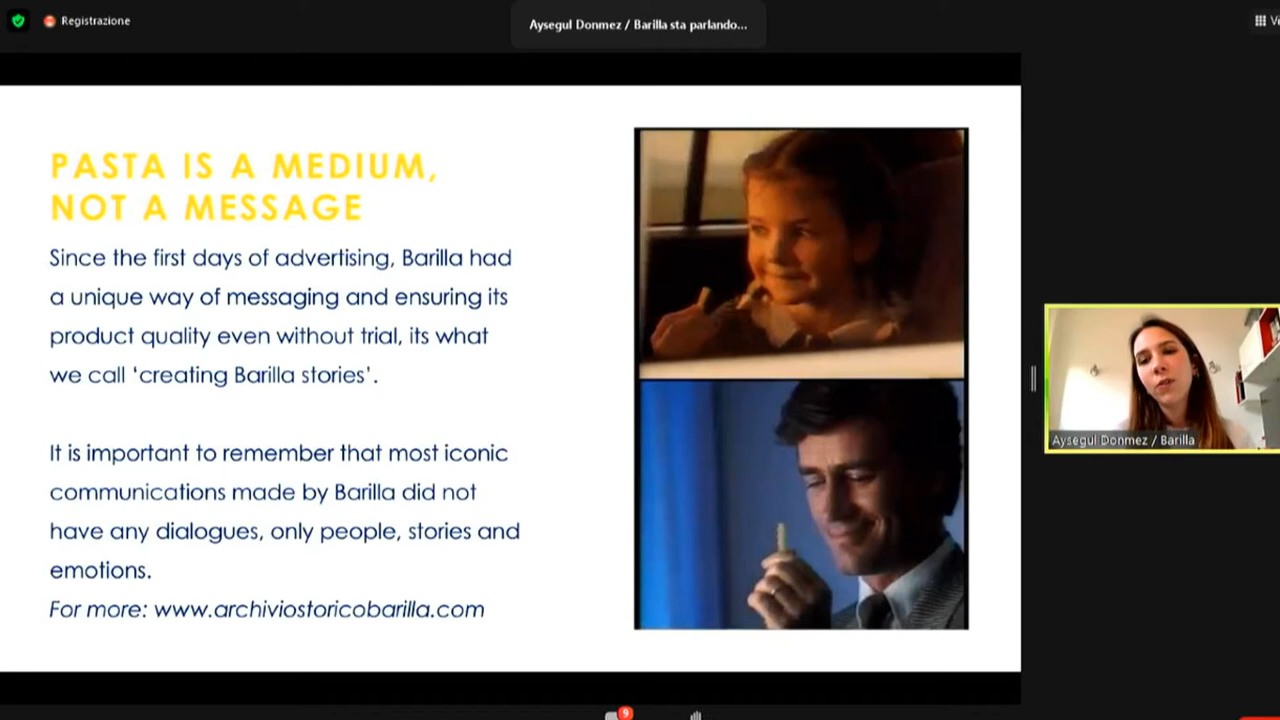 Registrazione
Aysegul Donmez / Barilla sta parlando...
PASTA IS A MEDIUM,
NOT A MESSAGE
Since the first days of advertising, Barilla had
a unique way of messaging and ensuring its
product quality even without trial, its what
we call ‘creating Barilla stories’.
It is important to remember that most iconic
communications made by Barilla did not
have any dialogues, only people, stories and
emotions.
For more: www.archiviostoricobarilla.com
Aysegul Donmez / Barilla
9